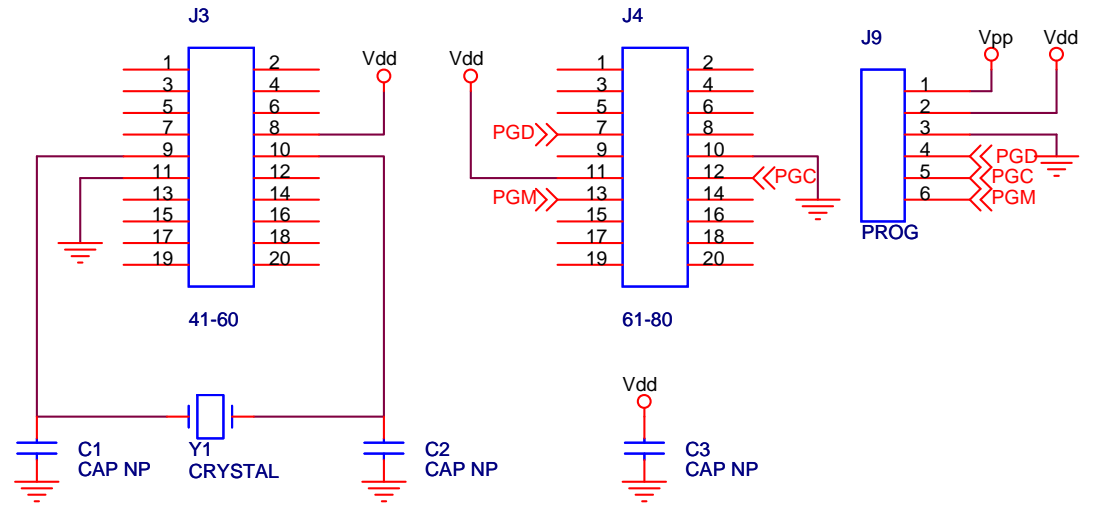 J3
1 2
3 4
5 6
7 8
9 10
11 12
13 14
15 16
17 18
19 20
41-60
Vdd
J4
1 2
3 4
5 6
7 8
9 10
11 12
13 14
15 16
17 18
19 20
61-80
Vdd
PGD
PGM
PGC
J9
Vpp
Vdd
1
2
3
4
5
6
PGD
PGC
PGM
PROG
C1
CAP NP
Y1
CRYSTAL
C2
CAP NP
Vdd
C3
CAP NP